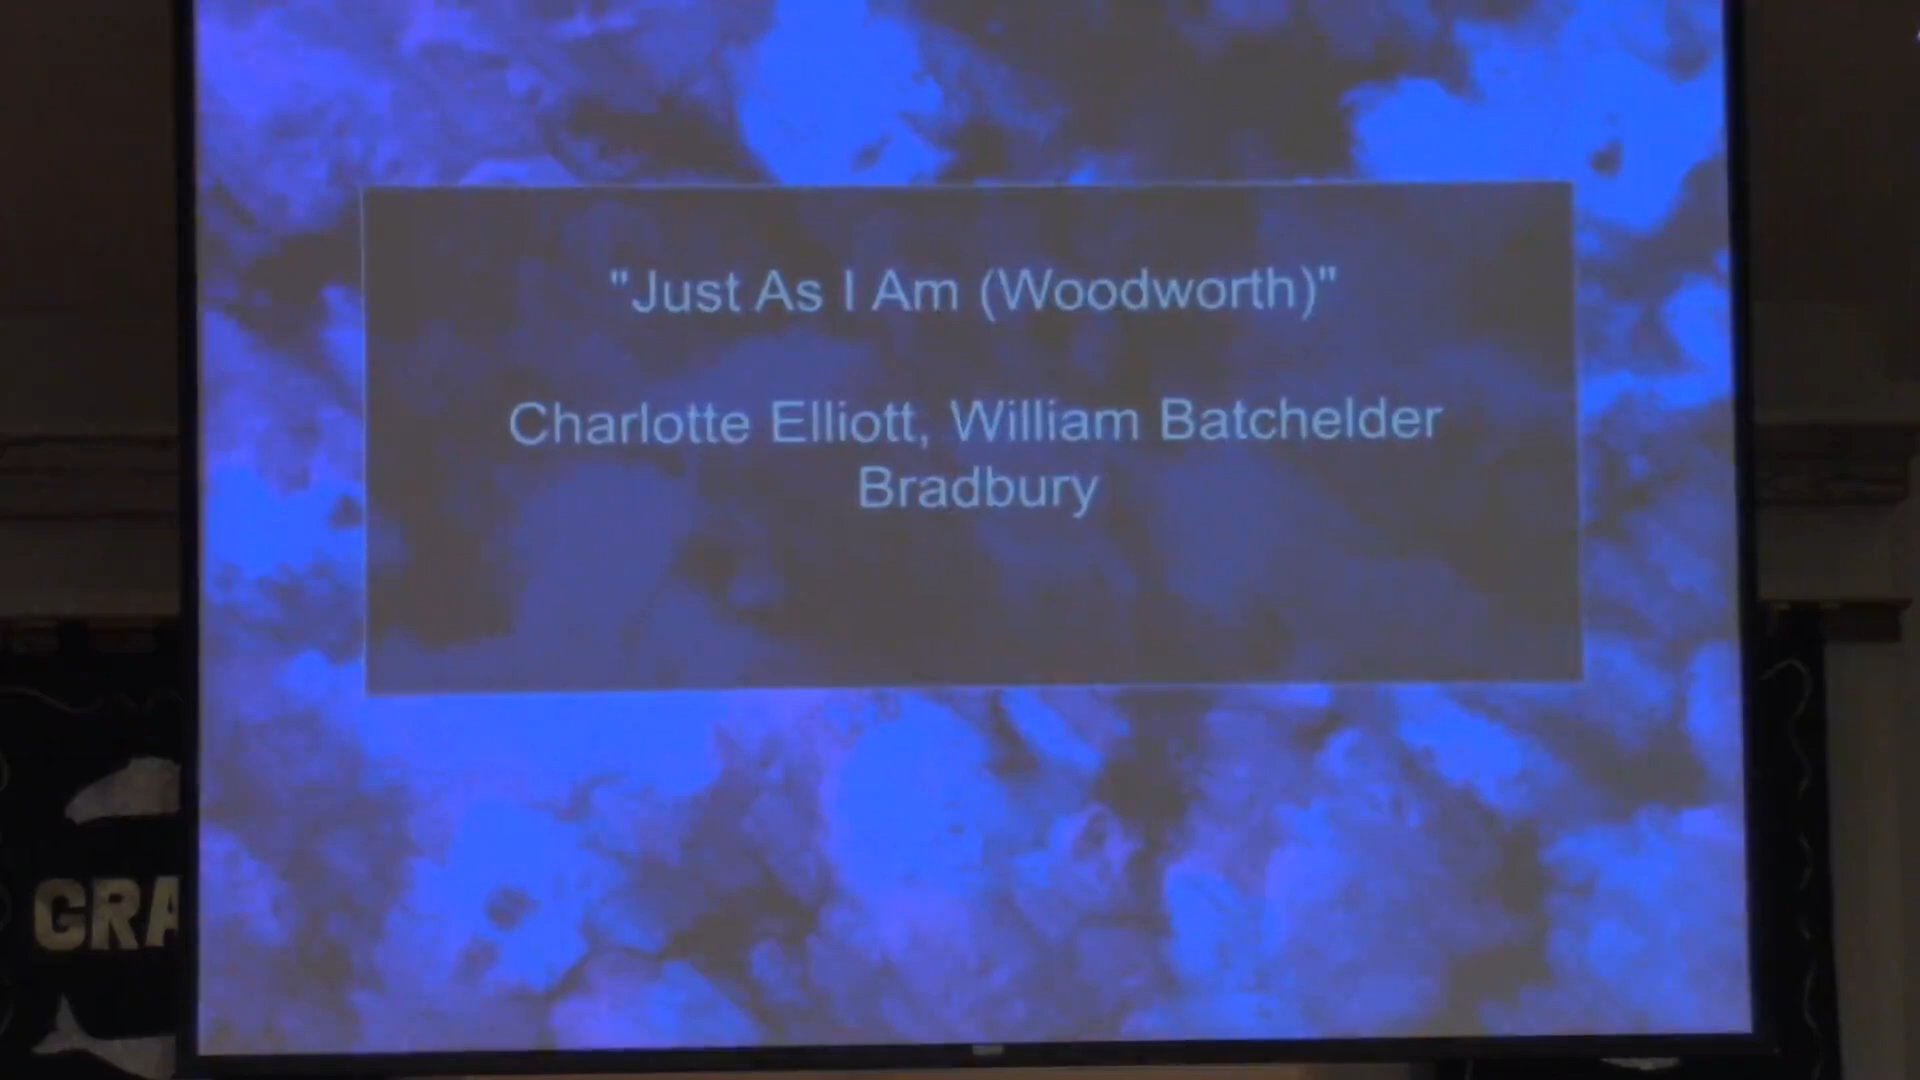 "Just As I Am (Woodworth)"
Charlotte Elliott, William Batchelder
Bradbury
GRA